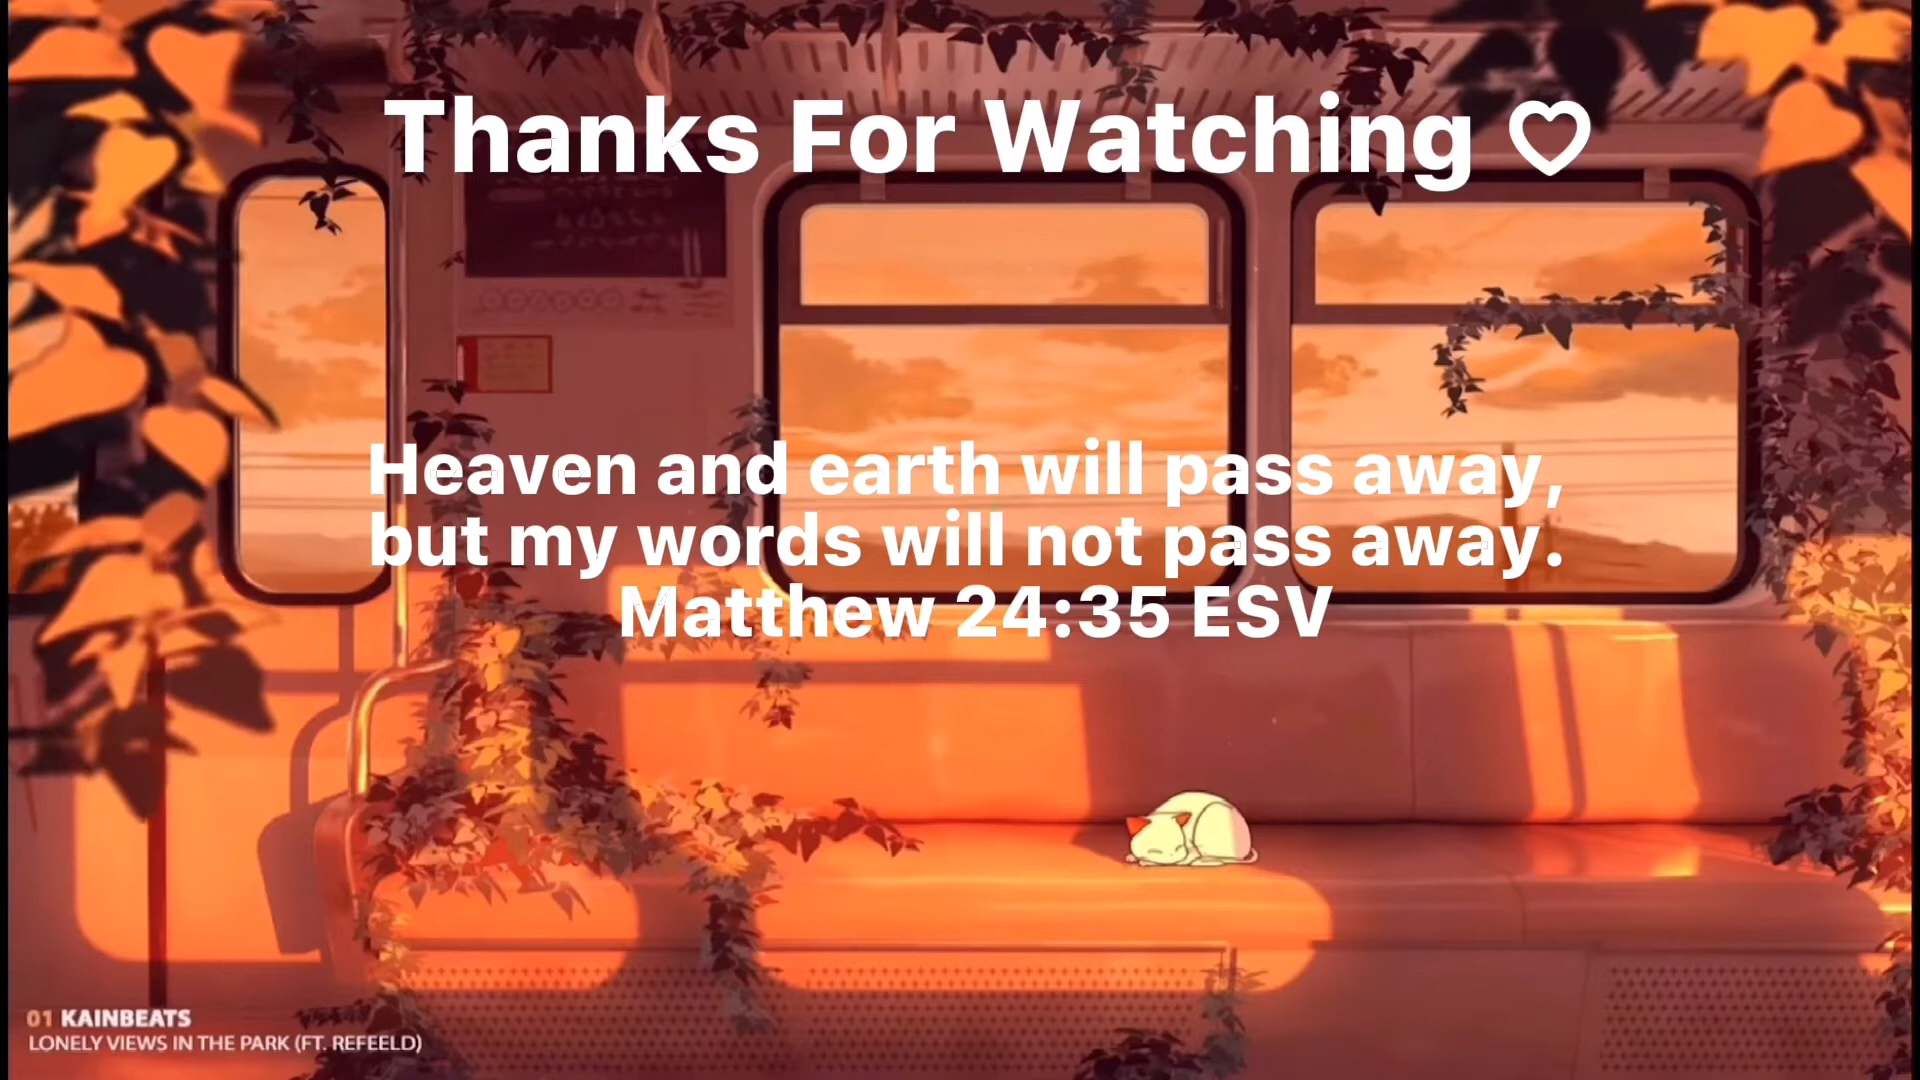 Thanks For Watching ♡
Heaven and earth will pass away,
but my words will not pass away.
Matthew 24:35 ESV
01 KAINBEATS
LONELY VIEWS IN THE PARK (FT. REFEELD)